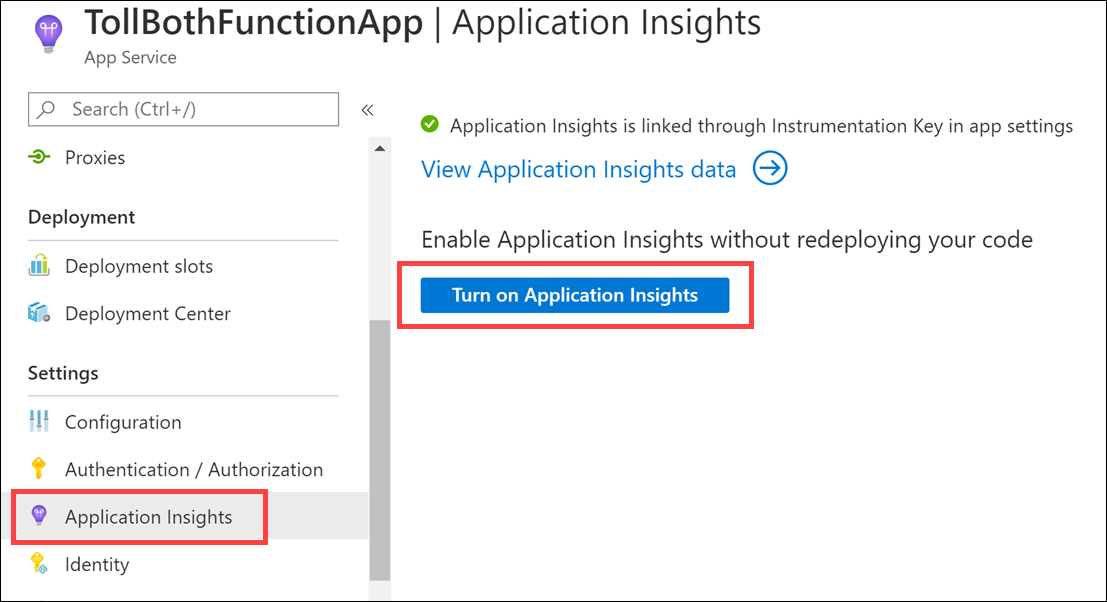 TollBothFunctionApp | Application Insights
App Service
Search (Ctrl+/)
«
Proxies
Deployment
Deployment slots
Deployment Center
Settings
Configuration
Authentication / Authorization
Application Insights
Identity
Application Insights is linked through Instrumentation Key in app settings
View Application Insights data
Enable Application Insights without redeploying your code
Turn on Application Insights